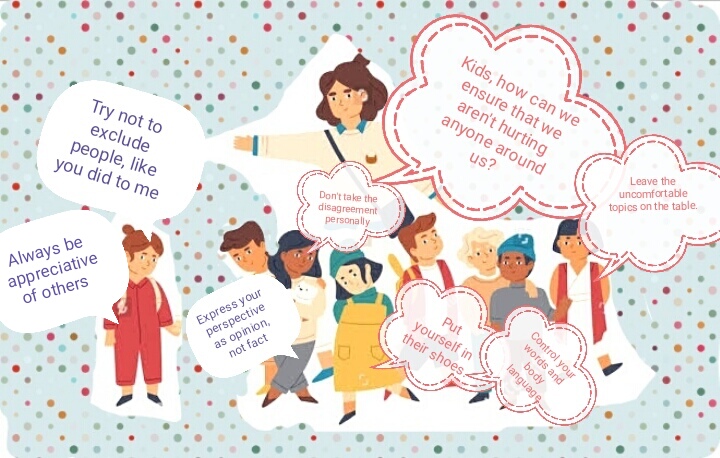 Kids, how can we
ensure that we
aren't hurting
anyone around
us?
Try not to
exclude
people, like
you did to me
Don't take the
disagreement
personally
Leave the
uncomfortable
topics on the table.
Always be
appreciative
of others
Express your
perspective
as opinion,
not fact
Put
yourself in
their shoes
Control your
words and
body
language